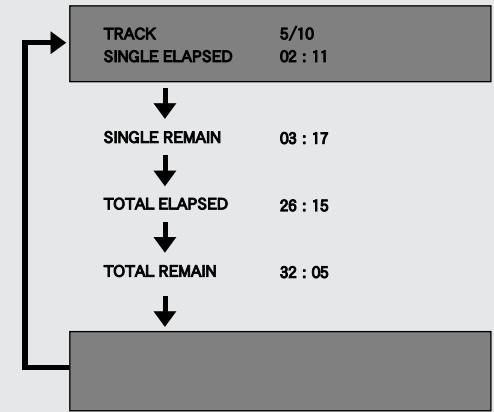 TRACK 5/10
SINGLE ELAPSED 02 : 11
SINGLE REMAIN 03 : 17
TOTAL ELAPSED 26 : 15
TOTAL REMAIN 32 : 05